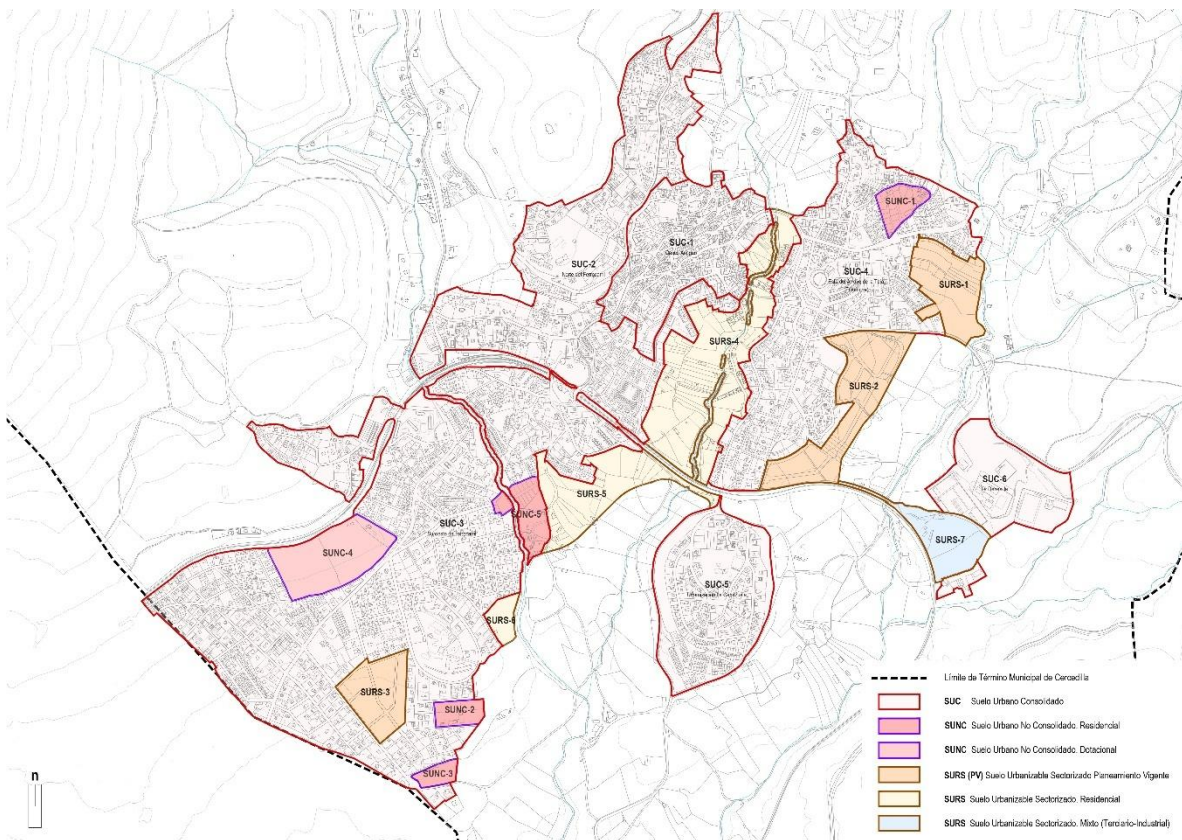 SUNC-1
SUC-1
SUC-2
SUC-4
SURS-1
SURS-4
SURS-2
SUC-6
SURS-5
SUNC-5
SUC-3
SUNC-4
SURS-7
SUC-5
SURS-6
SURS-3
SUNC-2
SUNC-3
n
Límite de Término Municipal de Cercedilla
SUC Suelo Urbano Consolidado
SUNC Suelo Urbano No Consolidado. Residencial
SUNC Suelo Urbano No Consolidado. Dotacional
SURS (PV) Suelo Urbanizable Sectorizado Planeamiento Vigente
SURS Suelo Urbanizable Sectorizado. Residencial
SURS Suelo Urbanizable Sectorizado. Mixto (Terciario-Industrial)